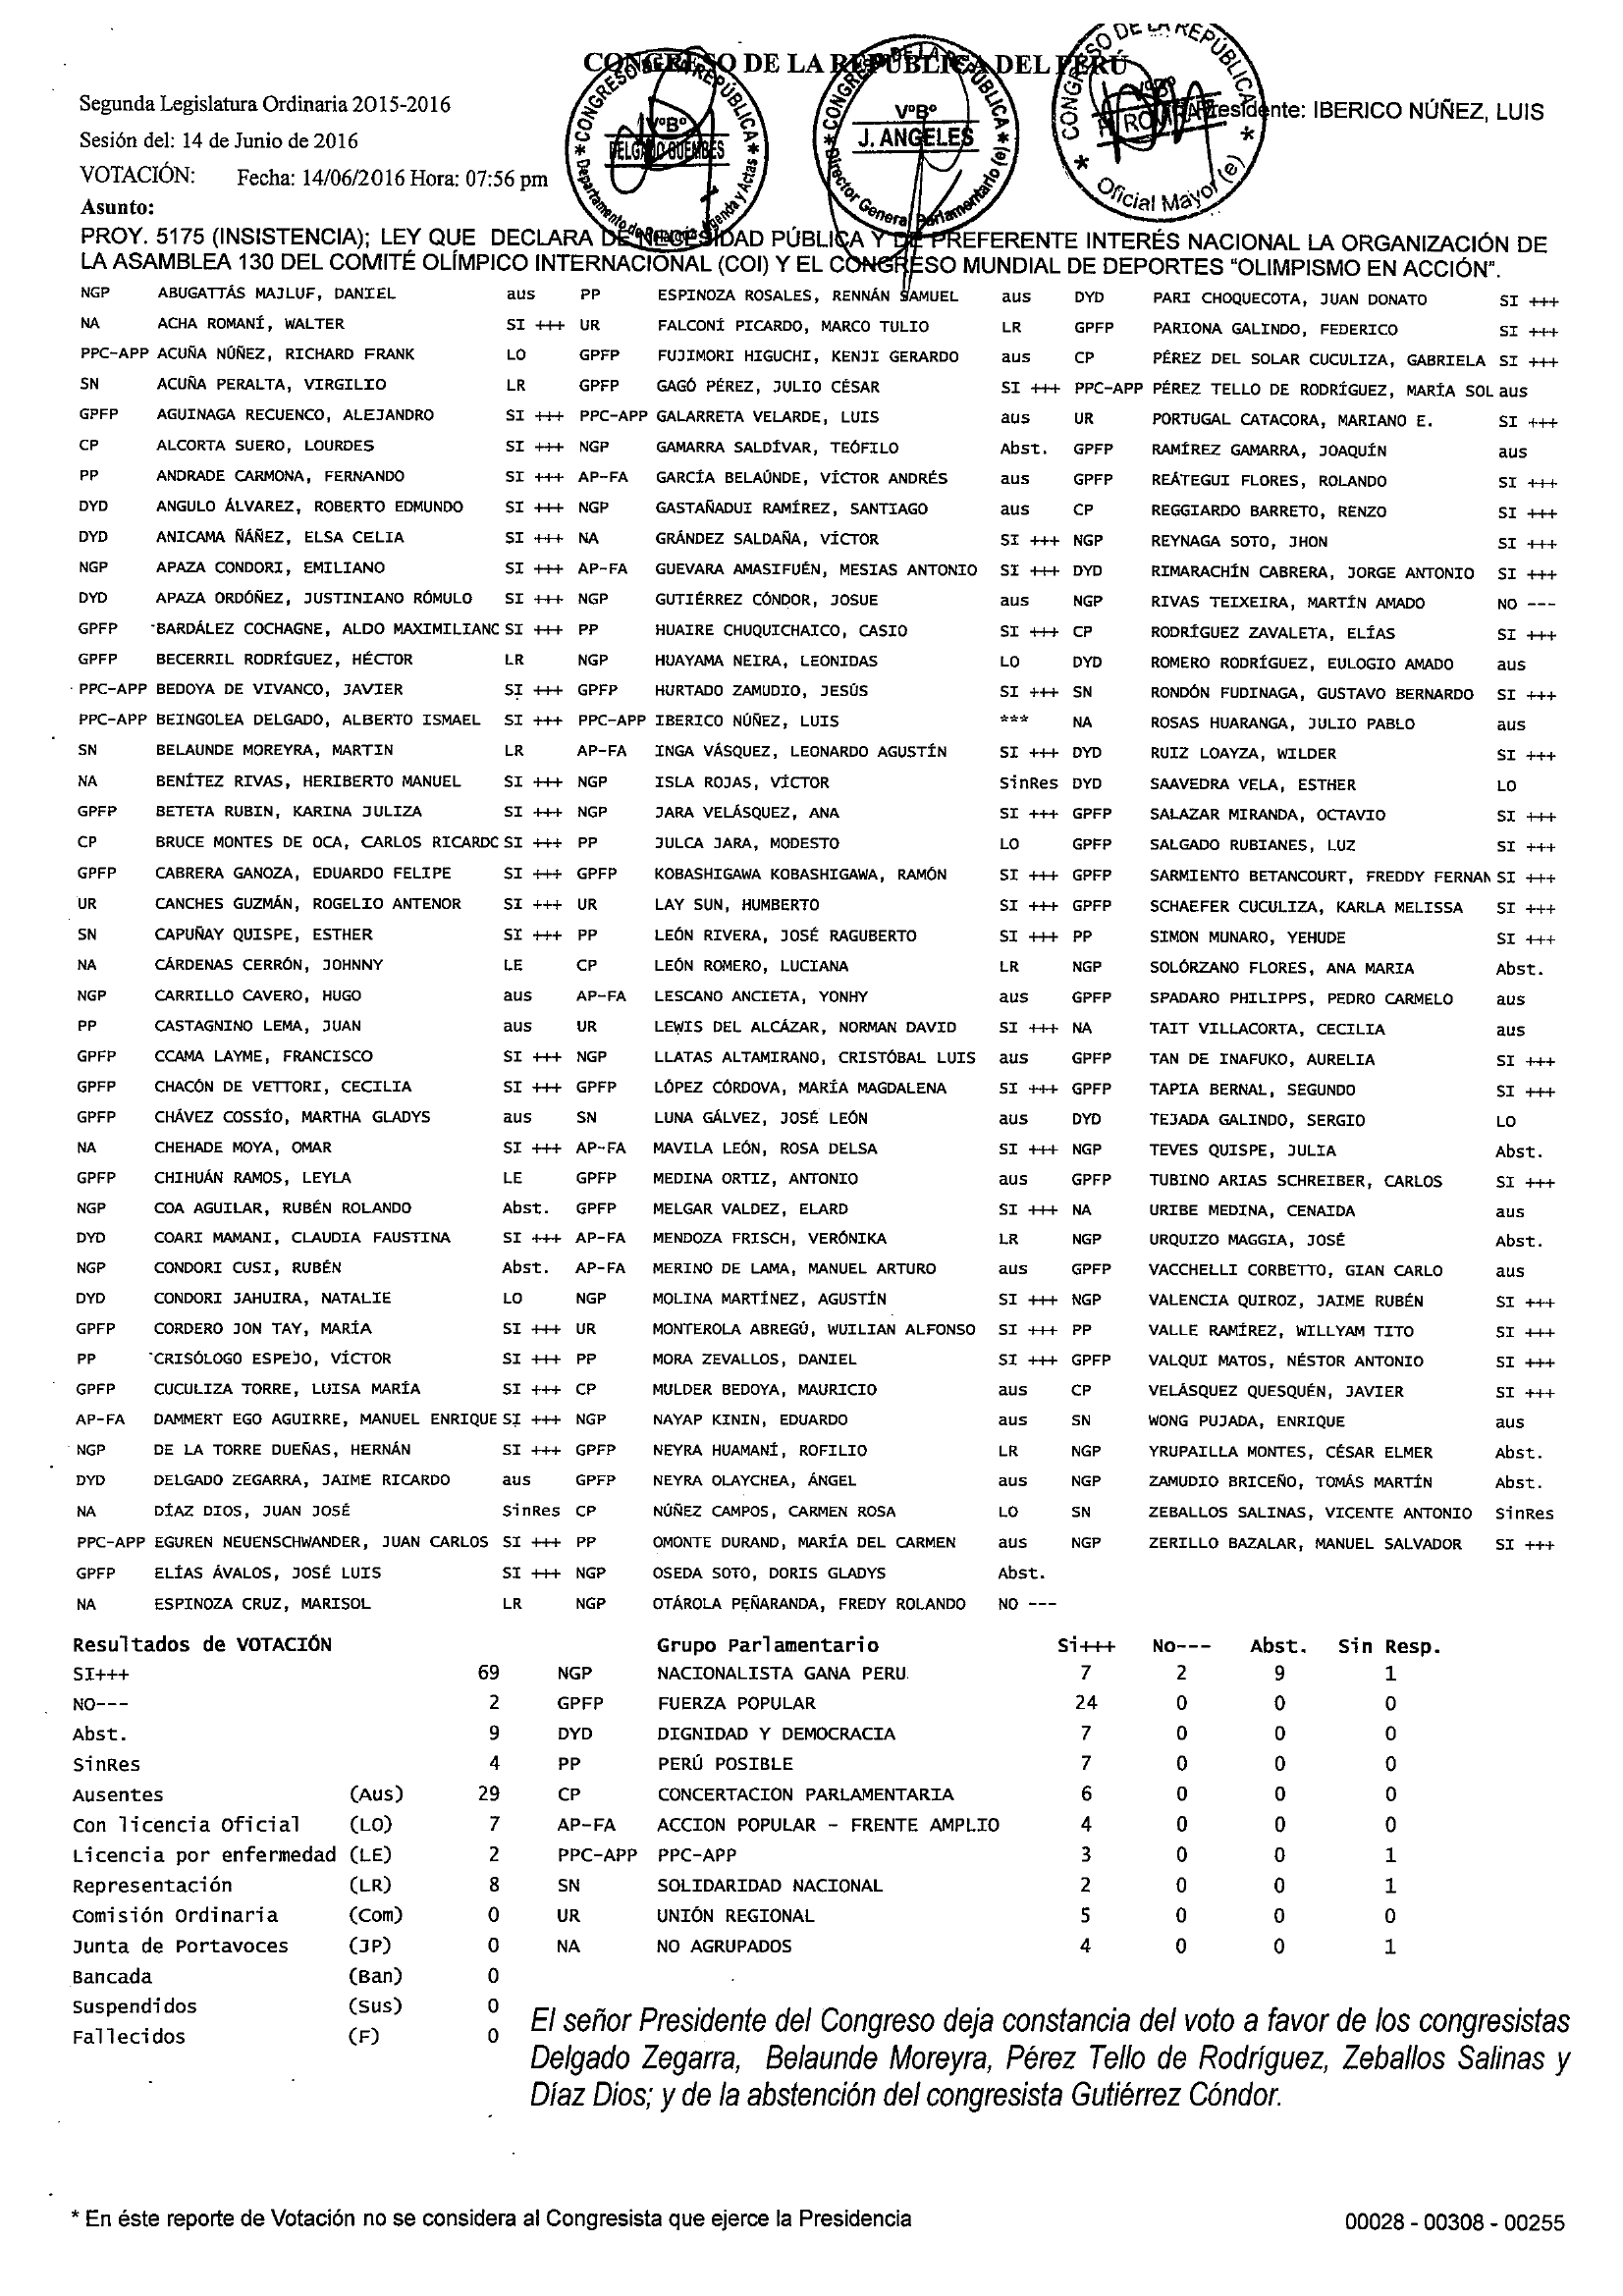 CONGRESO DE LA REPÚBLICA DEL PERÚ
Segunda Legislatura Ordinaria 2015-2016
Presidente: IBERICO NÚÑEZ, LUIS
Sesión del: 14 de Junio de 2016
VOTACIÓN: Fecha: 14/06/2016 Hora: 07:56 pm
VºBº
DELGADO GUEMBES
VºBº
J. ANGELES
Oficial Mayor (e)
Asunto:
PROY. 5175 (INSISTENCIA); LEY QUE DECLARA DE NECESIDAD PÚBLICA Y DE PREFERENTE INTERÉS NACIONAL LA ORGANIZACIÓN DE
LA ASAMBLEA 130 DEL COMITÉ OLÍMPICO INTERNACIONAL (COI) Y EL CONGRESO MUNDIAL DE DEPORTES "OLIMPISMO EN ACCIÓN".
NGP ABUGATTÁS MAJLUF, DANIEL aus PP ESPINOZA ROSALES, RENNÁN SAMUEL aus DYD PARI CHOQUECOTA, JUAN DONATO SI +++
NA ACHA ROMANÍ, WALTER SI +++ UR FALCONÍ PICARDO, MARCO TULIO LR GPFP PARIONA GALINDO, FEDERICO SI +++
PPC-APP ACUÑA NÚÑEZ, RICHARD FRANK LO GPFP FUJIMORI HIGUCHI, KENJI GERARDO aus CP PÉREZ DEL SOLAR CUCULIZA, GABRIELA SI +++
SN ACUÑA PERALTA, VIRGILIO LR GPFP GAGÓ PÉREZ, JULIO CÉSAR SI +++ PPC-APP PÉREZ TELLO DE RODRÍGUEZ, MARÍA SOL aus
GPFP AGUINAGA RECUENCO, ALEJANDRO SI +++ PPC-APP GALARRETA VELARDE, LUIS aus UR PORTUGAL CATACORA, MARIANO E. SI +++
CP ALCORTA SUERO, LOURDES SI +++ NGP GAMARRA SALDÍVAR, TEÓFILO Abst. GPFP RAMÍREZ GAMARRA, JOAQUÍN aus
PP ANDRADE CARMONA, FERNANDO SI +++ AP-FA GARCÍA BELAÚNDE, VÍCTOR ANDRÉS aus GPFP REÁTEGUI FLORES, ROLANDO SI +++
DYD ANGULO ÁLVAREZ, ROBERTO EDMUNDO SI +++ NGP GASTAÑADUI RAMÍREZ, SANTIAGO aus CP REGGIARDO BARRETO, RENZO SI +++
DYD ANICAMA ÑÁÑEZ, ELSA CELIA SI +++ NA GRÁNDEZ SALDAÑA, VÍCTOR SI +++ NGP REYNAGA SOTO, JHON SI +++
NGP APAZA CONDORI, EMILIANO SI +++ AP-FA GUEVARA AMASIFUÉN, MESIAS ANTONIO SI +++ DYD RIMARACHÍN CABRERA, JORGE ANTONIO SI +++
DYD APAZA ORDÓÑEZ, JUSTINIANO RÓMULO SI +++ NGP GUTIÉRREZ CÓNDOR, JOSUE aus NGP RIVAS TEIXEIRA, MARTÍN AMADO NO ---
GPFP BARDÁLEZ COCHAGNE, ALDO MAXIMILIANC SI +++ PP HUAIRE CHUQUICHAICO, CASIO SI +++ CP RODRÍGUEZ ZAVALETA, ELÍAS SI +++
GPFP BECERRIL RODRÍGUEZ, HÉCTOR LR NGP HUAYAMA NEIRA, LEONIDAS LO DYD ROMERO RODRÍGUEZ, EULOGIO AMADO aus
PPC-APP BEDOYA DE VIVANCO, JAVIER SI +++ GPFP HURTADO ZAMUDIO, JESÚS SI +++ SN RONDÓN FUDINAGA, GUSTAVO BERNARDO SI +++
PPC-APP BEINGOLEA DELGADO, ALBERTO ISMAEL SI +++ PPC-APP IBERICO NÚÑEZ, LUIS *** NA ROSAS HUARANGA, JULIO PABLO aus
SN BELAUNDE MOREYRA, MARTIN LR AP-FA INGA VÁSQUEZ, LEONARDO AGUSTÍN SI +++ DYD RUIZ LOAYZA, WILDER SI +++
NA BENÍTEZ RIVAS, HERIBERTO MANUEL SI +++ NGP ISLA ROJAS, VÍCTOR SinRes DYD SAAVEDRA VELA, ESTHER LO
GPFP BETETA RUBIN, KARINA JULIZA SI +++ NGP JARA VELÁSQUEZ, ANA SI +++ GPFP SALAZAR MIRANDA, OCTAVIO SI +++
CP BRUCE MONTES DE OCA, CARLOS RICARDC SI +++ PP JULCA JARA, MODESTO LO GPFP SALGADO RUBIANES, LUZ SI +++
GPFP CABRERA GANOZA, EDUARDO FELIPE SI +++ GPFP KOBASHIGAWA KOBASHIGAWA, RAMÓN SI +++ GPFP SARMIENTO BETANCOURT, FREDDY FERNAN SI +++
UR CANCHES GUZMÁN, ROGELIO ANTENOR SI +++ UR LAY SUN, HUMBERTO SI +++ GPFP SCHAEFER CUCULIZA, KARLA MELISSA SI +++
SN CAPUÑAY QUISPE, ESTHER SI +++ PP LEÓN RIVERA, JOSÉ RAGUBERTO SI +++ PP SIMON MUNARO, YEHUDE SI +++
NA CÁRDENAS CERRÓN, JOHNNY LE CP LEÓN ROMERO, LUCIANA LR NGP SOLÓRZANO FLORES, ANA MARIA Abst.
NGP CARRILLO CAVERO, HUGO aus AP-FA LESCANO ANCIETA, YONHY aus GPFP SPADARO PHILIPPS, PEDRO CARMELO aus
PP CASTAGNINO LEMA, JUAN aus UR LEWIS DEL ALCÁZAR, NORMAN DAVID SI +++ NA TAIT VILLACORTA, CECILIA aus
GPFP CCAMA LAYME, FRANCISCO SI +++ NGP LLATAS ALTAMIRANO, CRISTÓBAL LUIS aus GPFP TAN DE INAFUKO, AURELIA SI +++
GPFP CHACÓN DE VETTORI, CECILIA SI +++ GPFP LÓPEZ CÓRDOVA, MARÍA MAGDALENA SI +++ GPFP TAPIA BERNAL, SEGUNDO SI +++
GPFP CHÁVEZ COSSÍO, MARTHA GLADYS aus SN LUNA GÁLVEZ, JOSÉ LEÓN aus DYD TEJADA GALINDO, SERGIO LO
NA CHEHADE MOYA, OMAR SI +++ AP-FA MAVILA LEÓN, ROSA DELSA SI +++ NGP TEVES QUISPE, JULIA Abst.
GPFP CHIHUÁN RAMOS, LEYLA LE GPFP MEDINA ORTIZ, ANTONIO aus GPFP TUBINO ARIAS SCHREIBER, CARLOS SI +++
NGP COA AGUILAR, RUBÉN ROLANDO Abst. GPFP MELGAR VALDEZ, ELARD SI +++ NA URIBE MEDINA, CENAIDA aus
DYD COARI MAMANI, CLAUDIA FAUSTINA SI +++ AP-FA MENDOZA FRISCH, VERÓNIKA LR NGP URQUIZO MAGGIA, JOSÉ Abst.
NGP CONDORI CUSI, RUBÉN Abst. AP-FA MERINO DE LAMA, MANUEL ARTURO aus GPFP VACCHELLI CORBETTO, GIAN CARLO aus
DYD CONDORI JAHUIRA, NATALIE LO NGP MOLINA MARTÍNEZ, AGUSTÍN SI +++ NGP VALENCIA QUIROZ, JAIME RUBÉN SI +++
GPFP CORDERO JON TAY, MARÍA SI +++ UR MONTEROLA ABREGÚ, WUILIAN ALFONSO SI +++ PP VALLE RAMÍREZ, WILLYAM TITO SI +++
PP CRISÓLOGO ESPEJO, VÍCTOR SI +++ PP MORA ZEVALLOS, DANIEL SI +++ GPFP VALQUI MATOS, NÉSTOR ANTONIO SI +++
GPFP CUCULIZA TORRE, LUISA MARÍA SI +++ CP MULDER BEDOYA, MAURICIO aus CP VELÁSQUEZ QUESQUÉN, JAVIER SI +++
AP-FA DAMMERT EGO AGUIRRE, MANUEL ENRIQUE SI +++ NGP NAYAP KININ, EDUARDO aus SN WONG PUJADA, ENRIQUE aus
NGP DE LA TORRE DUEÑAS, HERNÁN SI +++ GPFP NEYRA HUAMANÍ, ROFILIO LR NGP YRUPAILLA MONTES, CÉSAR ELMER Abst.
DYD DELGADO ZEGARRA, JAIME RICARDO aus GPFP NEYRA OLAYCHEA, ÁNGEL aus NGP ZAMUDIO BRICEÑO, TOMÁS MARTÍN Abst.
NA DÍAZ DIOS, JUAN JOSÉ SinRes CP NÚÑEZ CAMPOS, CARMEN ROSA LO SN ZEBALLOS SALINAS, VICENTE ANTONIO SinRes
PPC-APP EGUREN NEUENSCHWANDER, JUAN CARLOS SI +++ PP OMONTE DURAND, MARÍA DEL CARMEN aus NGP ZERILLO BAZALAR, MANUEL SALVADOR SI +++
GPFP ELÍAS ÁVALOS, JOSÉ LUIS SI +++ NGP OSEDA SOTO, DORIS GLADYS Abst.
NA ESPINOZA CRUZ, MARISOL LR NGP OTÁROLA PEÑARANDA, FREDY ROLANDO NO ---
Resultados de VOTACIÓN Grupo Parlamentario Si+++ No--- Abst. Sin Resp.
SI+++ 69 NGP NACIONALISTA GANA PERU 7 2 9 1
NO--- 2 GPFP FUERZA POPULAR 24 0 0 0
Abst. 9 DYD DIGNIDAD Y DEMOCRACIA 7 0 0 0
SinRes 4 PP PERÚ POSIBLE 7 0 0 0
Ausentes (Aus) 29 CP CONCERTACION PARLAMENTARIA 6 0 0 0
Con licencia Oficial (LO) 7 AP-FA ACCION POPULAR - FRENTE AMPLIO 4 0 0 0
Licencia por enfermedad (LE) 2 PPC-APP PPC-APP 3 0 0 1
Representación (LR) 8 SN SOLIDARIDAD NACIONAL 2 0 0 1
Comisión Ordinaria (Com) 0 UR UNIÓN REGIONAL 5 0 0 0
Junta de Portavoces (JP) 0 NA NO AGRUPADOS 4 0 0 1
Bancada (Ban) 0
Suspendidos (Sus) 0
Fallecidos (F) 0
El señor Presidente del Congreso deja constancia del voto a favor de los congresistas
Delgado Zegarra, Belaunde Moreyra, Pérez Tello de Rodríguez, Zeballos Salinas y
Díaz Dios; y de la abstención del congresista Gutiérrez Cóndor.
* En éste reporte de Votación no se considera al Congresista que ejerce la Presidencia
00028 - 00308 - 00255